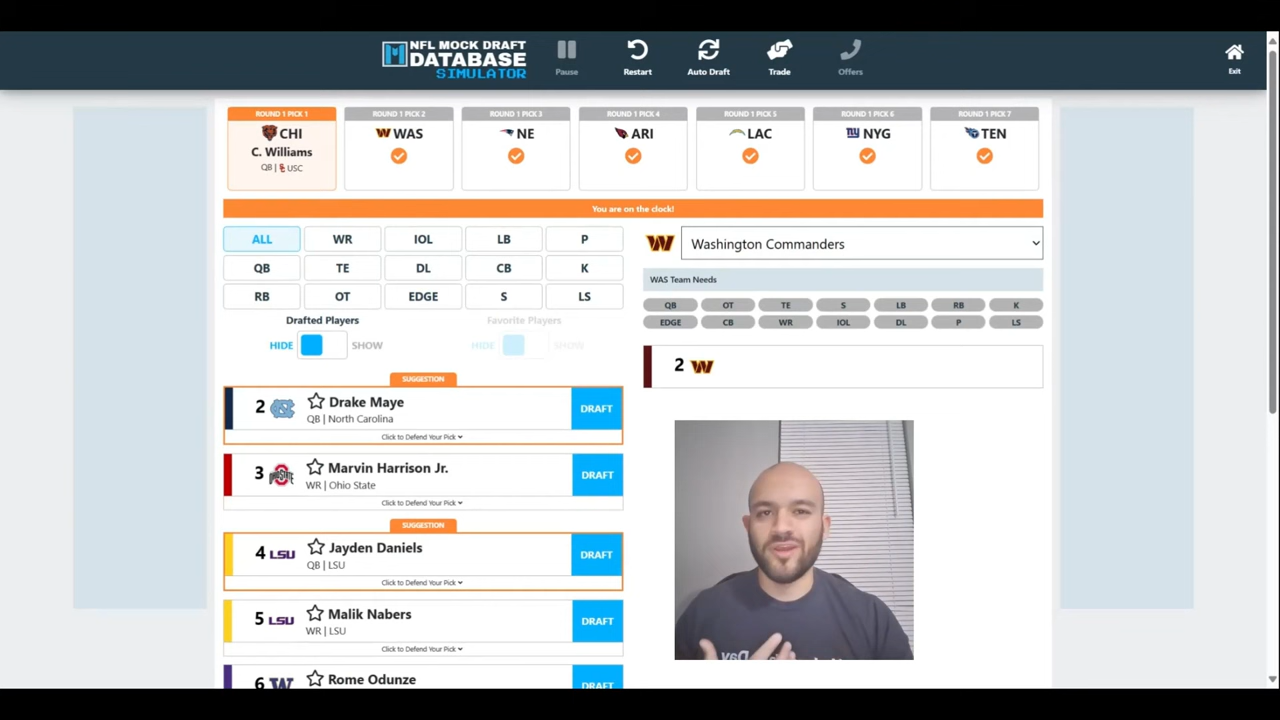 NFL MOCK DRAFT
DATABASE
SIMULATOR
Pause
Restart
Auto Draft
Trade
Offers
Exit
ROUND 1 PICK 1
CHI
C. Williams
QB | USC
ROUND 1 PICK 2
WAS
ROUND 1 PICK 3
NE
ROUND 1 PICK 4
ARI
ROUND 1 PICK 5
LAC
ROUND 1 PICK 6
NYG
ROUND 1 PICK 7
TEN
You are on the clock!
ALL WR IOL LB P
QB TE DL CB K
RB OT EDGE S LS
Drafted Players
HIDE SHOW
Favorite Players
HIDE SHOW
SUGGESTION
2 Drake Maye
QB | North Carolina
DRAFT
Click to Defend Your Pick
3 Marvin Harrison Jr.
WR | Ohio State
DRAFT
Click to Defend Your Pick
SUGGESTION
4 LSU Jayden Daniels
QB | LSU
DRAFT
Click to Defend Your Pick
5 LSU Malik Nabers
WR | LSU
DRAFT
Click to Defend Your Pick
6 W Rome Odunze
DRAFT
Washington Commanders
WAS Team Needs
QB OT TE S LB RB K
EDGE CB WR IOL DL P LS
2 W